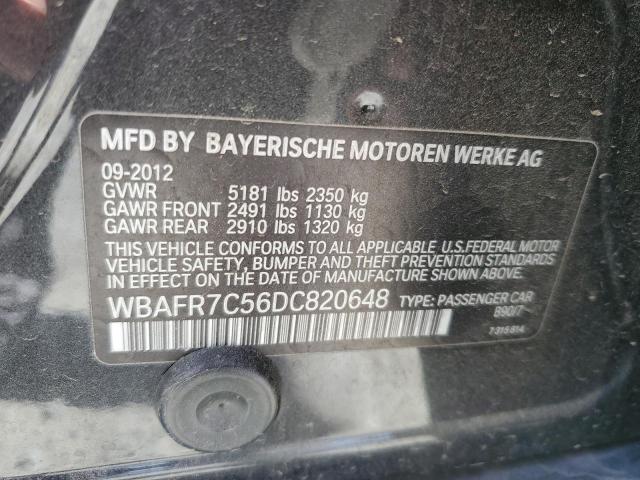 MFD BY BAYERISCHE MOTOREN WERKE AG
09-2012
GVWR 5181 lbs 2350 kg
GAWR FRONT 2491 lbs 1130 kg
GAWR REAR 2910 lbs 1320 kg
THIS VEHICLE CONFORMS TO ALL APPLICABLE U.S.FEDERAL MOTOR
VEHICLE SAFETY, BUMPER AND THEFT PREVENTION STANDARDS
IN EFFECT ON THE DATE OF MANUFACTURE SHOWN ABOVE.
WBAFR7C56DC820648 TYPE: PASSENGER CAR
B90/7
7315814